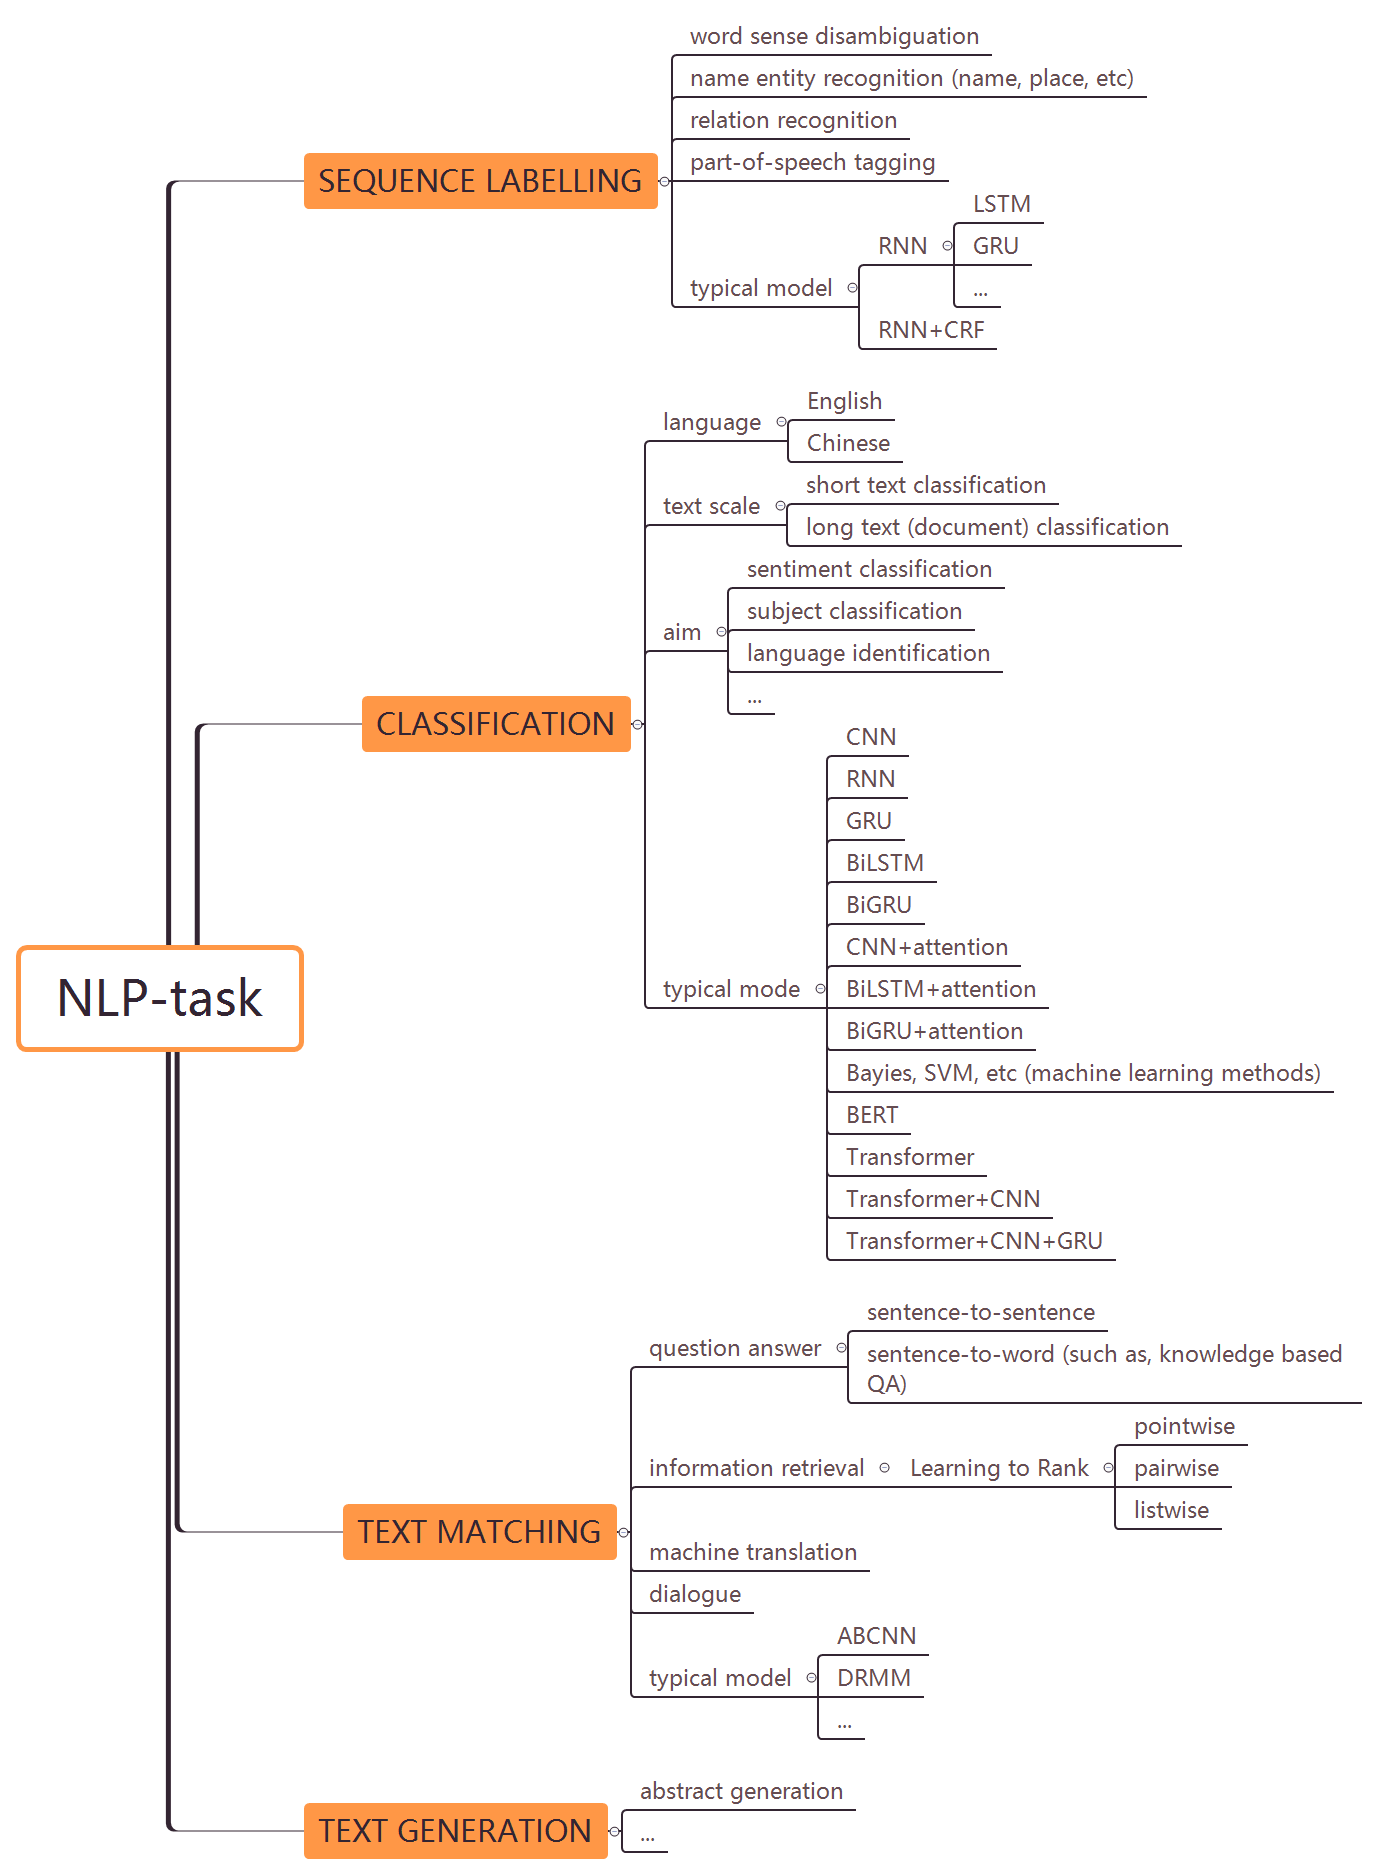 NLP-task
SEQUENCE LABELLING
word sense disambiguation
name entity recognition (name, place, etc)
relation recognition
part-of-speech tagging
typical model
RNN
LSTM
GRU
...
RNN+CRF
CLASSIFICATION
language
English
Chinese
text scale
short text classification
long text (document) classification
aim
sentiment classification
subject classification
language identification
...
typical mode
CNN
RNN
GRU
BiLSTM
BiGRU
CNN+attention
BiLSTM+attention
BiGRU+attention
Bayies, SVM, etc (machine learning methods)
BERT
Transformer
Transformer+CNN
Transformer+CNN+GRU
TEXT MATCHING
question answer
sentence-to-sentence
sentence-to-word (such as, knowledge based
QA)
information retrieval
Learning to Rank
pointwise
pairwise
listwise
machine translation
dialogue
typical model
ABCNN
DRMM
...
TEXT GENERATION
abstract generation
...